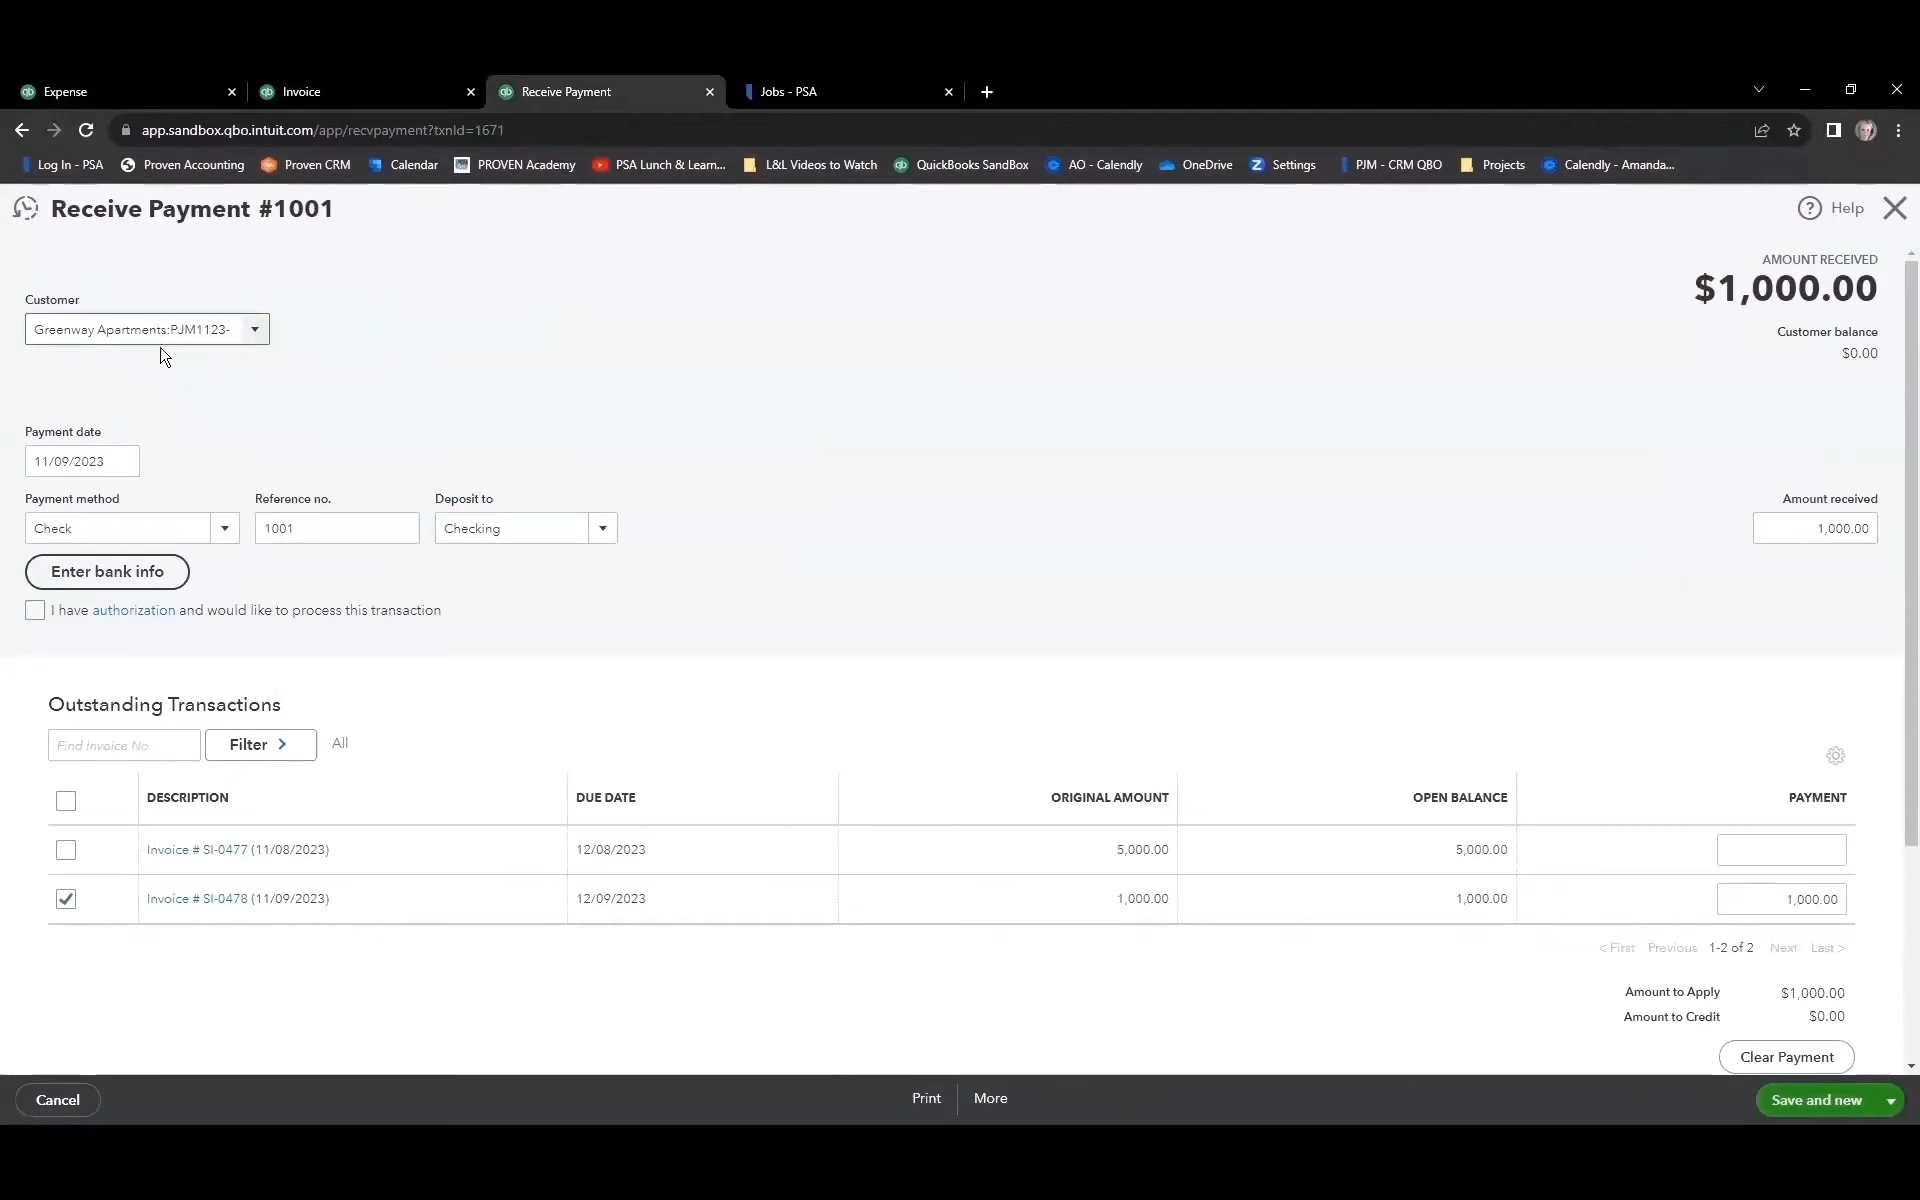 Expense
Invoice
Receive Payment
Jobs - PSA
app.sandbox.qbo.intuit.com/app/recvpayment?txnId=1671
Log In - PSA
Proven Accounting
Proven CRM
Calendar
PROVEN Academy
PSA Lunch & Learn...
L&L Videos to Watch
QuickBooks SandBox
AO - Calendly
OneDrive
Settings
PJM - CRM QBO
Projects
Calendly - Amanda...
Receive Payment #1001
Help
AMOUNT RECEIVED
$1,000.00
Customer
Greenway Apartments:PJM1123-
Customer balance
$0.00
Payment date
11/09/2023
Payment method
Reference no.
Deposit to
Amount received
Check
1001
Checking
1,000.00
Enter bank info
I have authorization and would like to process this transaction
Outstanding Transactions
Find Invoice No.
Filter
All
DESCRIPTION
DUE DATE
ORIGINAL AMOUNT
OPEN BALANCE
PAYMENT
Invoice # SI-0477 (11/08/2023)
12/08/2023
5,000.00
5,000.00
Invoice # SI-0478 (11/09/2023)
12/09/2023
1,000.00
1,000.00
1,000.00
< First Previous 1-2 of 2 Next Last >
Amount to Apply $1,000.00
Amount to Credit $0.00
Clear Payment
Cancel
Print
More
Save and new